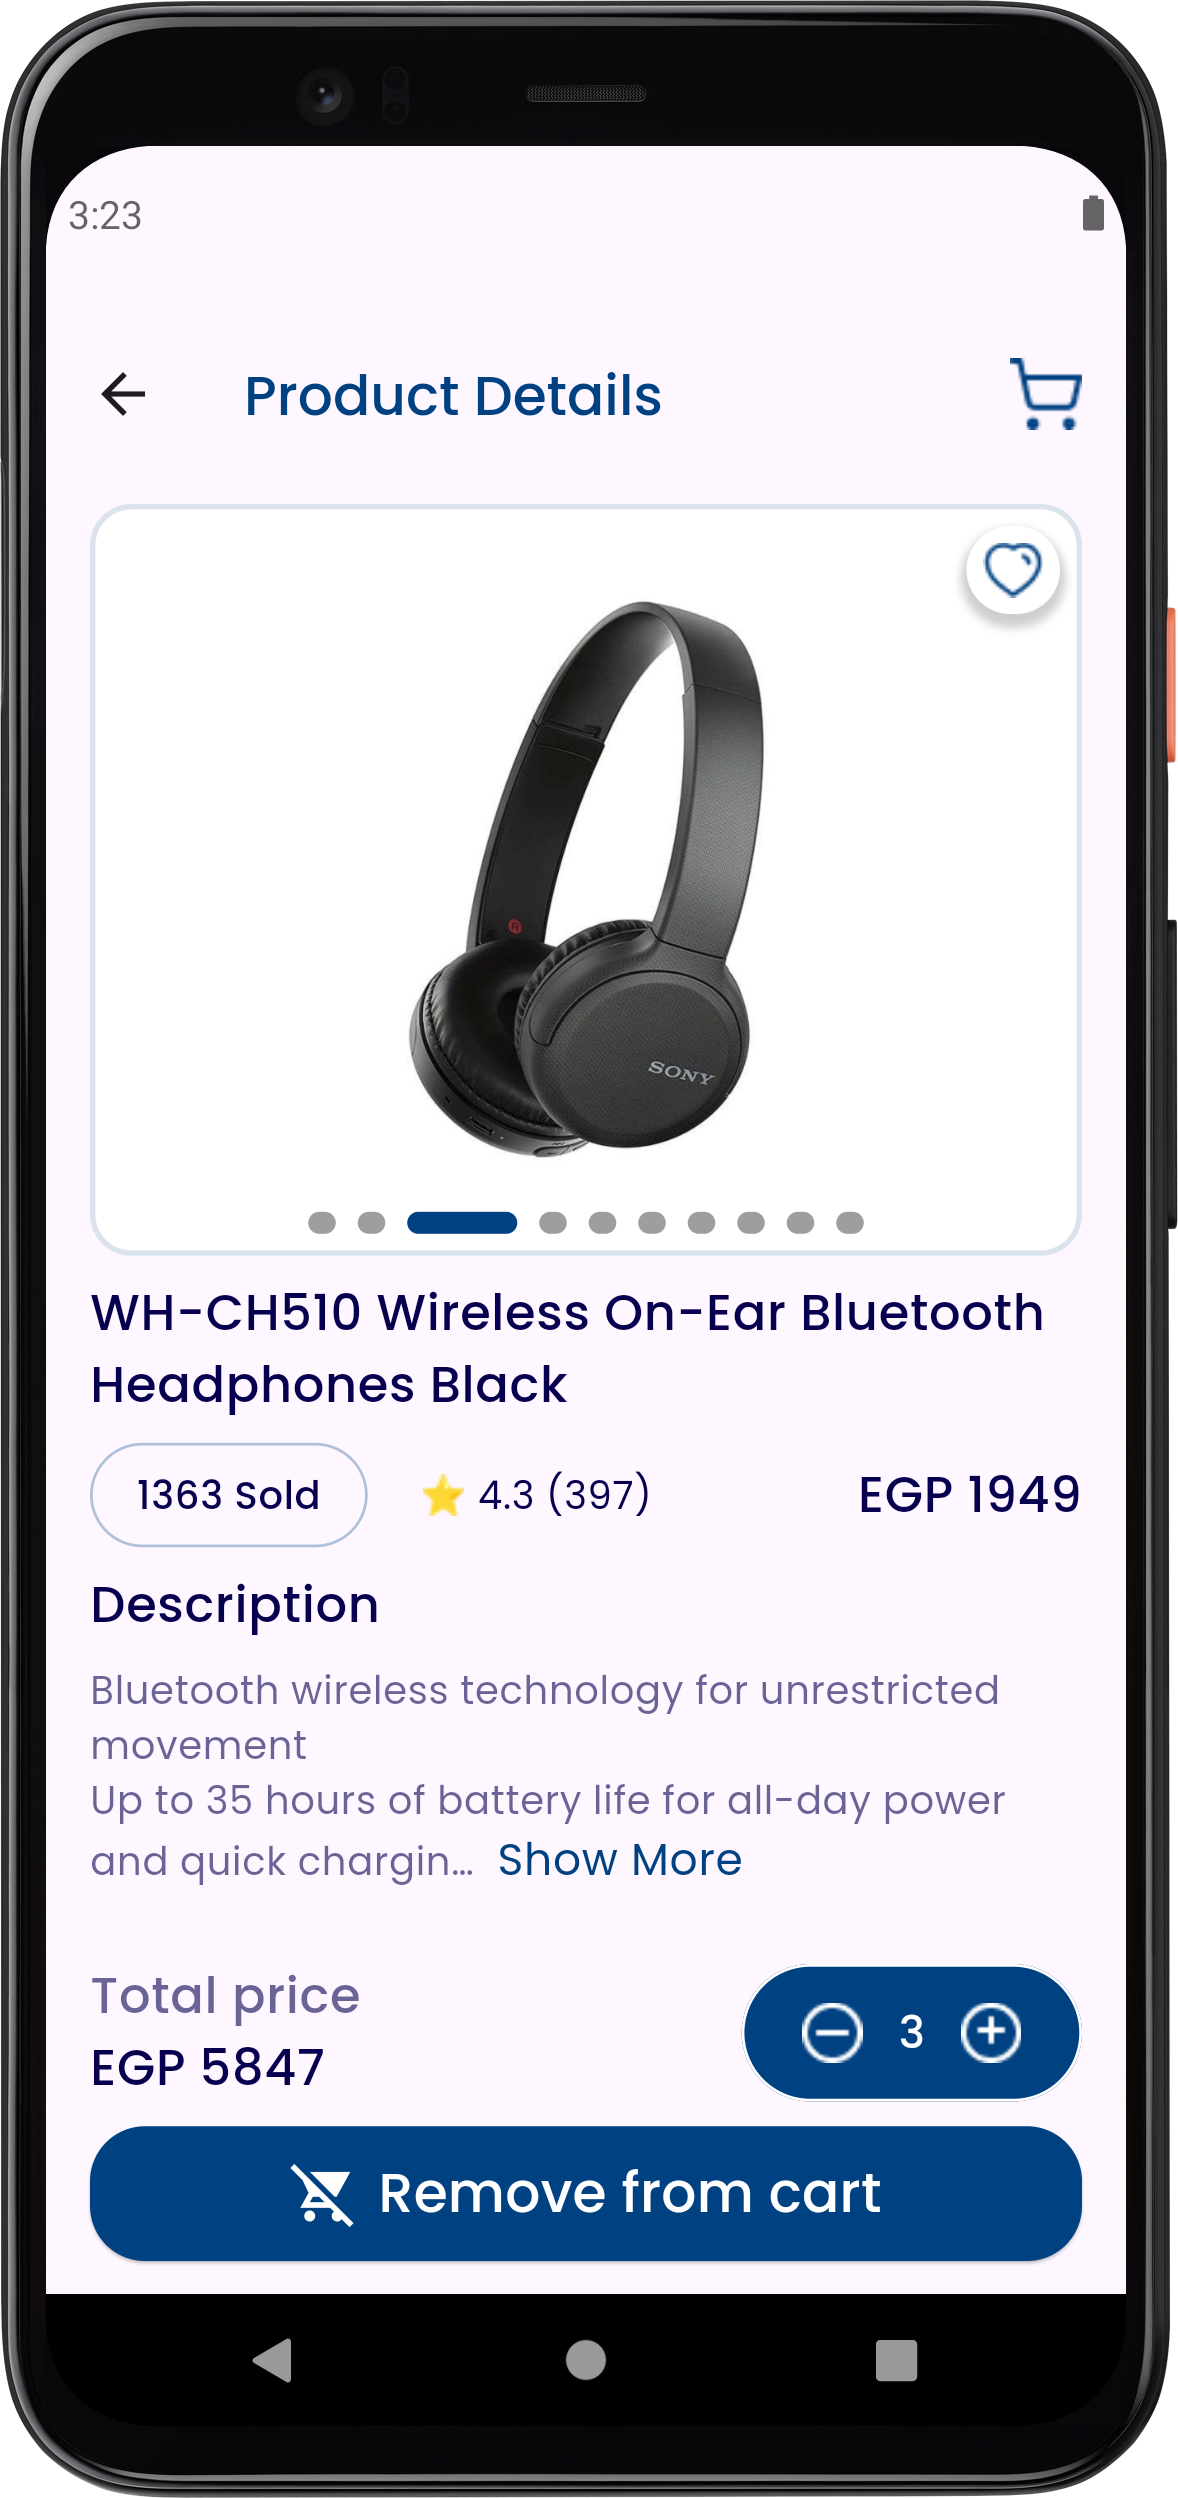 3:23
Product Details
SONY
WH-CH510 Wireless On-Ear Bluetooth
Headphones Black
1363 Sold
4.3 (397)
EGP 1949
Description
Bluetooth wireless technology for unrestricted
movement
Up to 35 hours of battery life for all-day power
and quick chargin... Show More
Total price
EGP 5847
3
Remove from cart